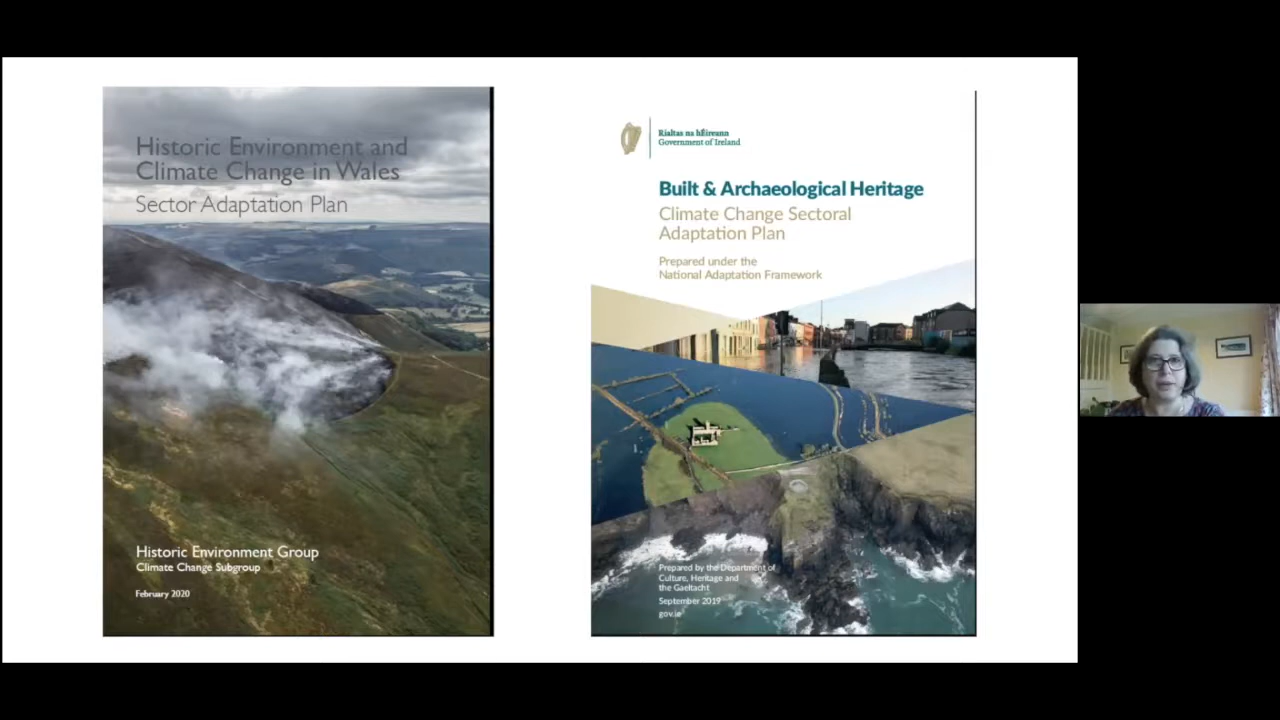 Historic Environment and
Climate Change in Wales
Sector Adaptation Plan
Historic Environment Group
Climate Change Subgroup
February 2020
Rialtas na hÉireann
Government of Ireland
Built & Archaeological Heritage
Climate Change Sectoral
Adaptation Plan
Prepared under the
National Adaptation Framework
Prepared by the Department of
Culture, Heritage and
the Gaeltacht
September 2019
gov.ie